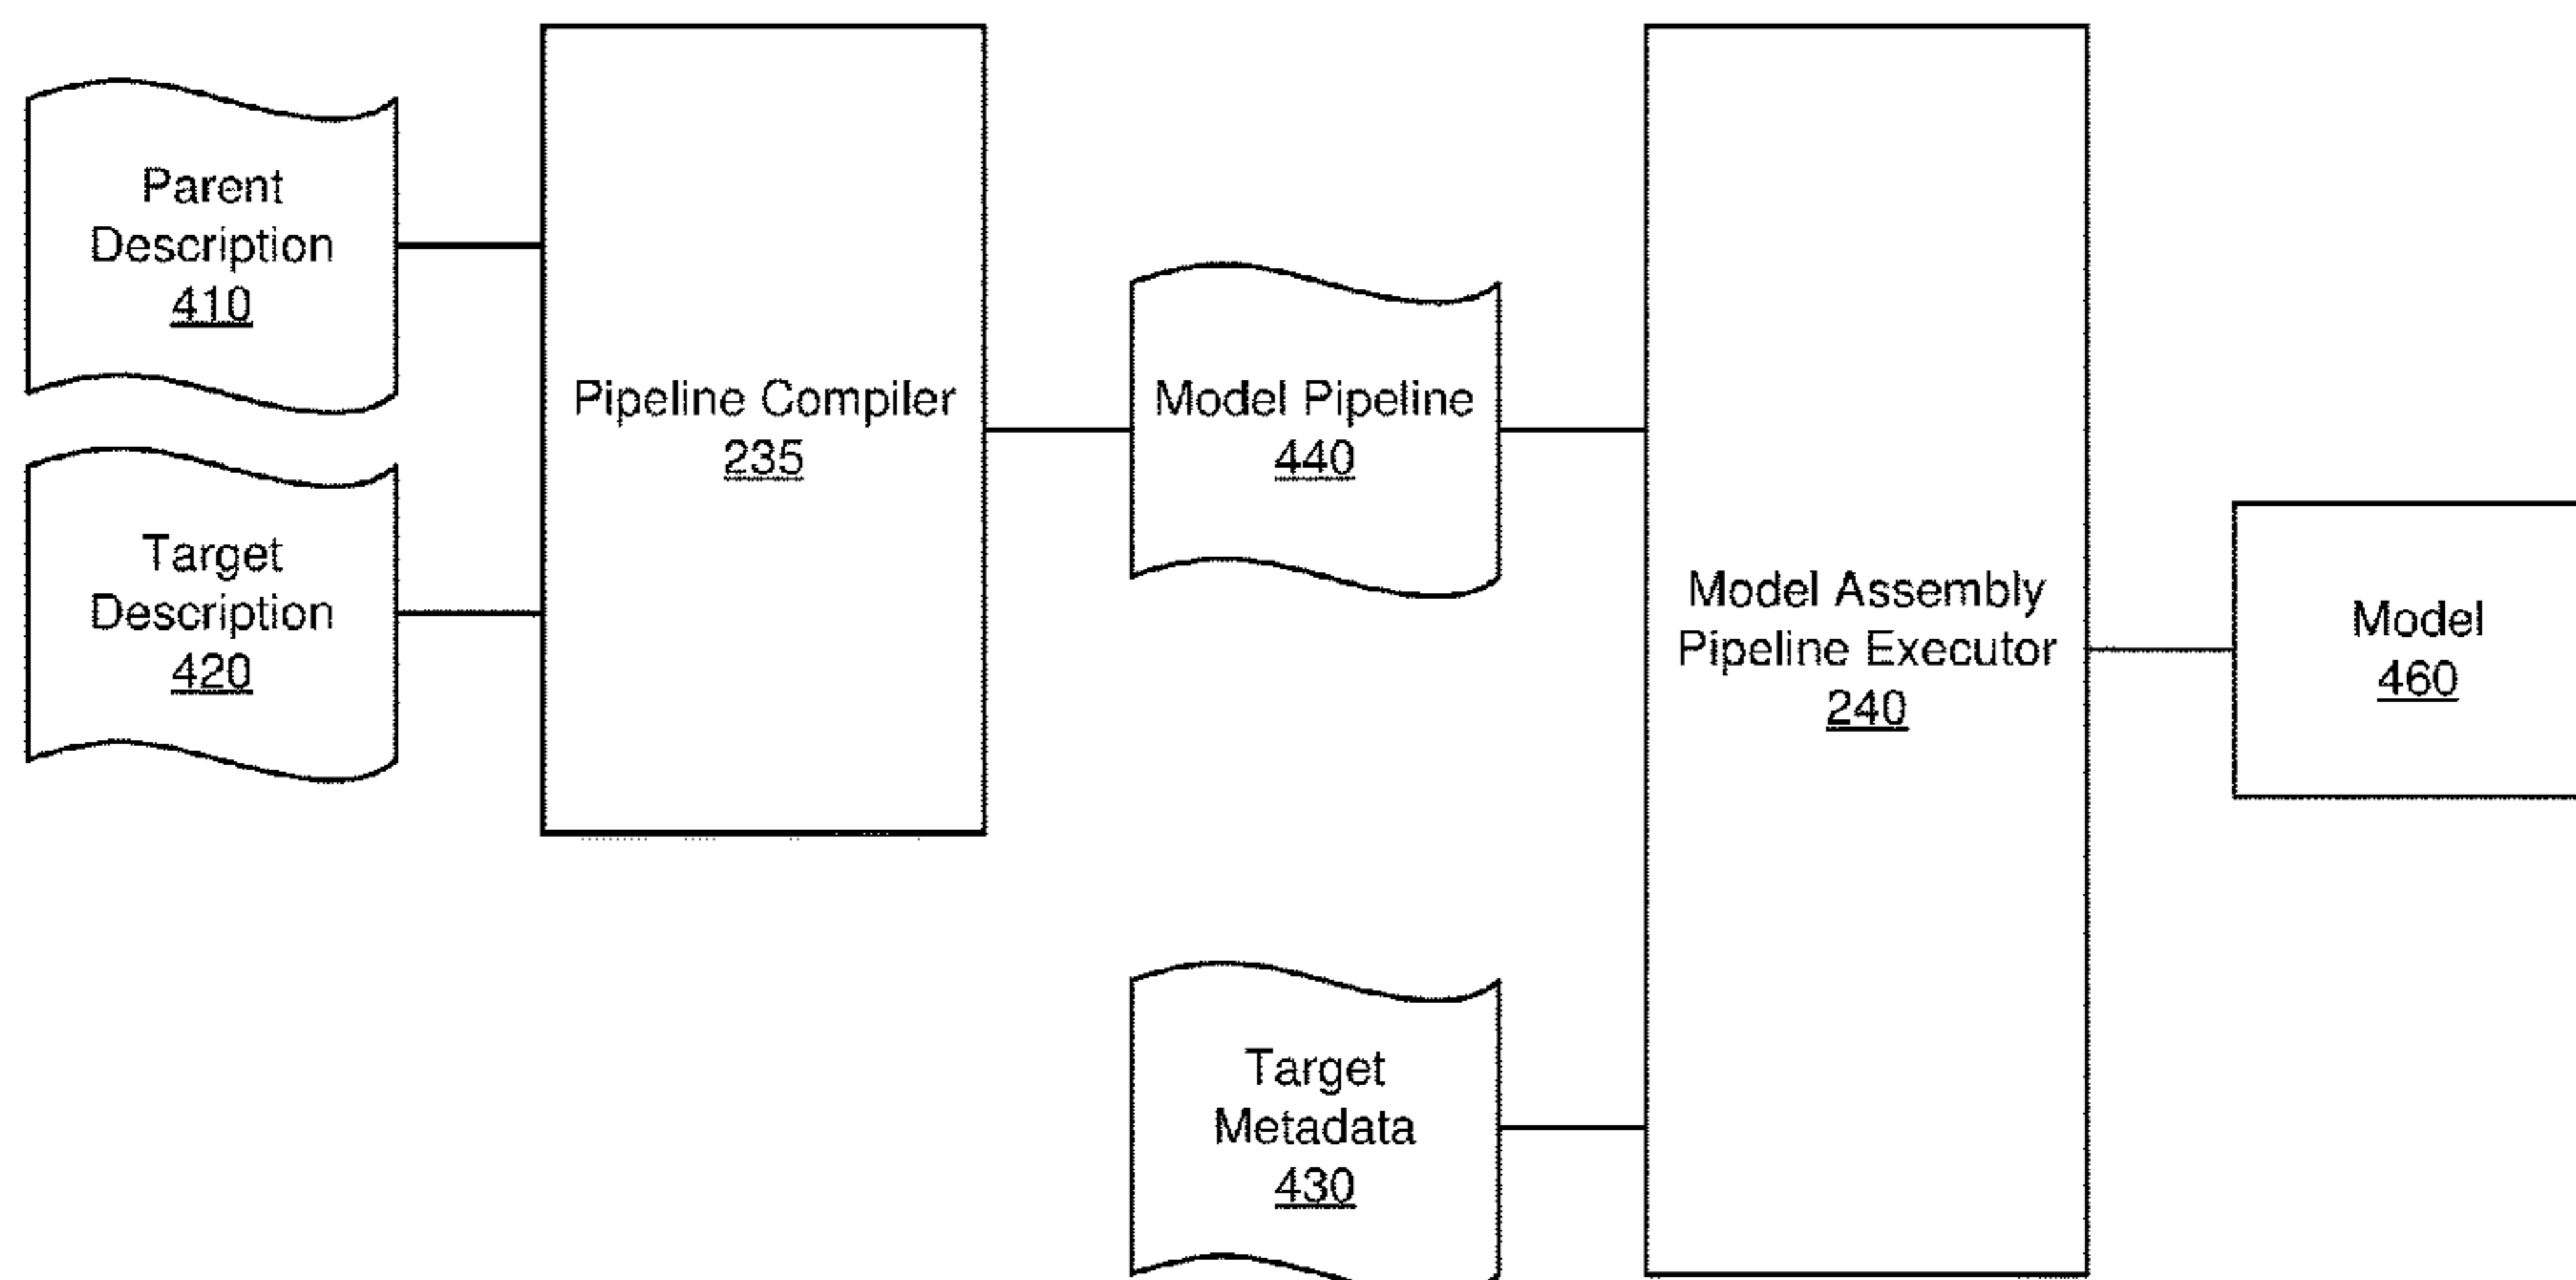 Parent
Description
410
Target
Description
420
Pipeline Compiler
235
Model Pipeline
440
Target
Metadata
430
Model Assembly
Pipeline Executor
240
Model
460